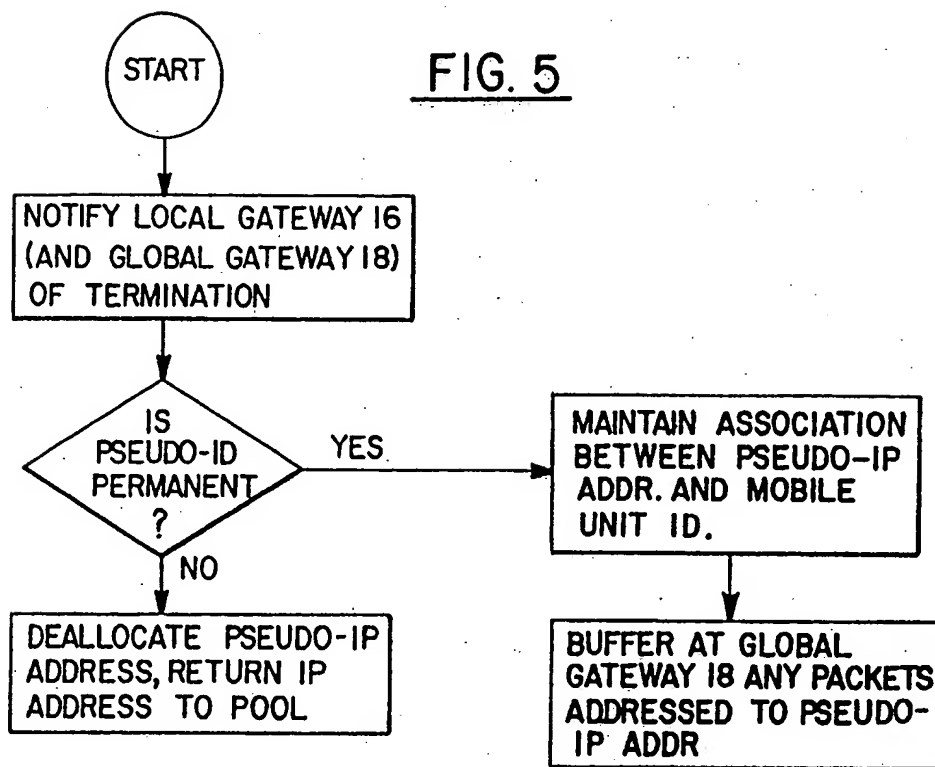 START
FIG. 5
NOTIFY LOCAL GATEWAY 16
(AND GLOBAL GATEWAY 18)
OF TERMINATION
IS
PSEUDO-ID
PERMANENT
?
YES
NO
MAINTAIN ASSOCIATION
BETWEEN PSEUDO-IP
ADDR. AND MOBILE
UNIT ID.
DEALLOCATE PSEUDO-IP
ADDRESS, RETURN IP
ADDRESS TO POOL
BUFFER AT GLOBAL
GATEWAY 18 ANY PACKETS
ADDRESSED TO PSEUDO-
IP ADDR